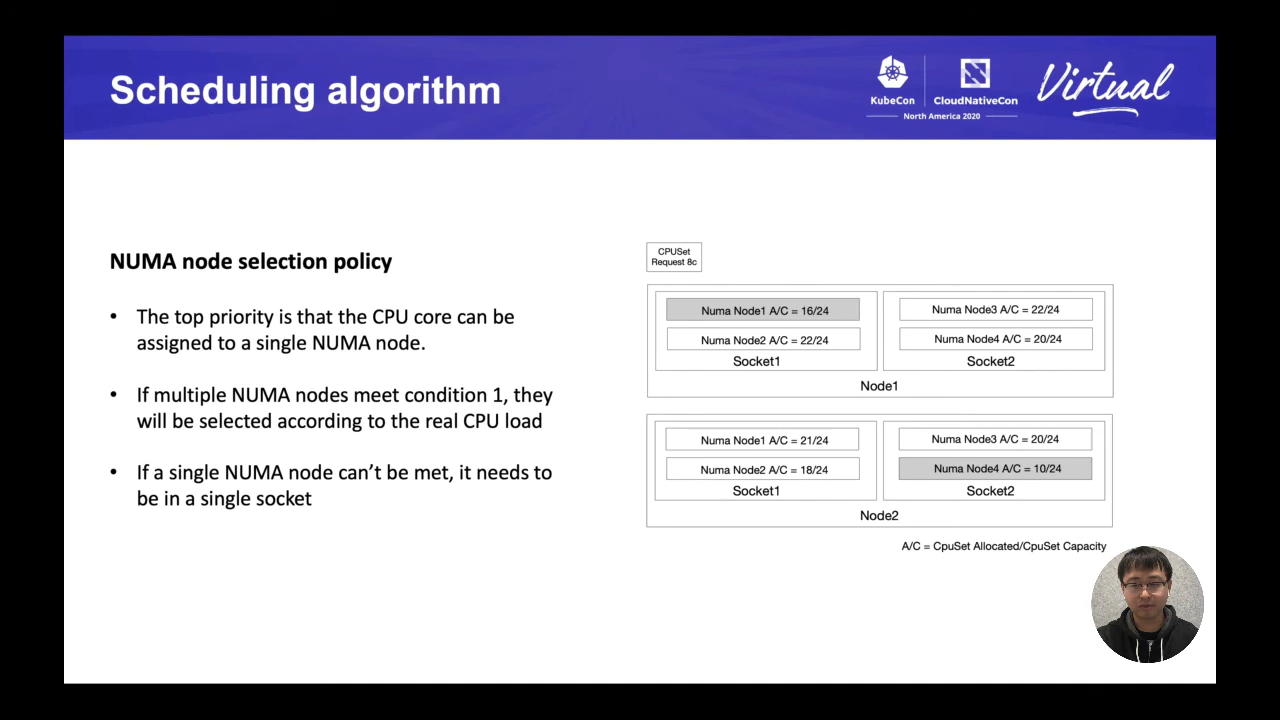 Scheduling algorithm
KubeCon
CloudNativeCon
North America 2020
Virtual
NUMA node selection policy
• The top priority is that the CPU core can be
assigned to a single NUMA node.
• If multiple NUMA nodes meet condition 1, they
will be selected according to the real CPU load
• If a single NUMA node can’t be met, it needs to
be in a single socket
CPUSet
Request 8c
Numa Node1 A/C = 16/24
Numa Node2 A/C = 22/24
Socket1
Numa Node3 A/C = 22/24
Numa Node4 A/C = 20/24
Socket2
Node1
Numa Node1 A/C = 21/24
Numa Node2 A/C = 18/24
Socket1
Numa Node3 A/C = 20/24
Numa Node4 A/C = 10/24
Socket2
Node2
A/C = CpuSet Allocated/CpuSet Capacity